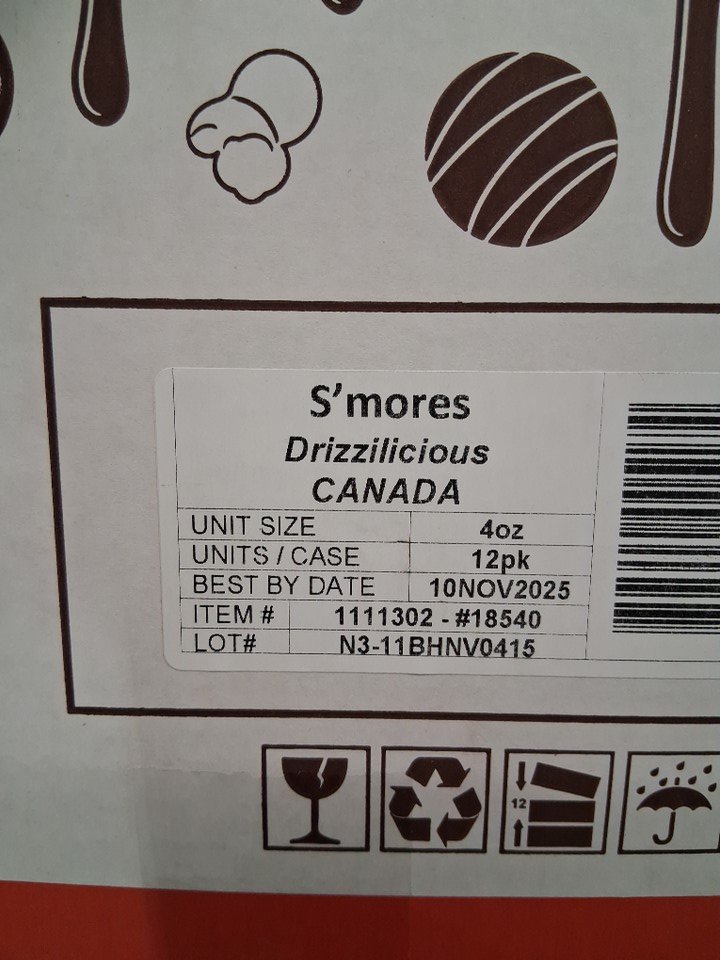 S'mores
Drizzilicious
CANADA
UNIT SIZE 4oz
UNITS / CASE 12pk
BEST BY DATE 10NOV2025
ITEM # 1111302 - #18540
LOT# N3-11BHNV0415
12